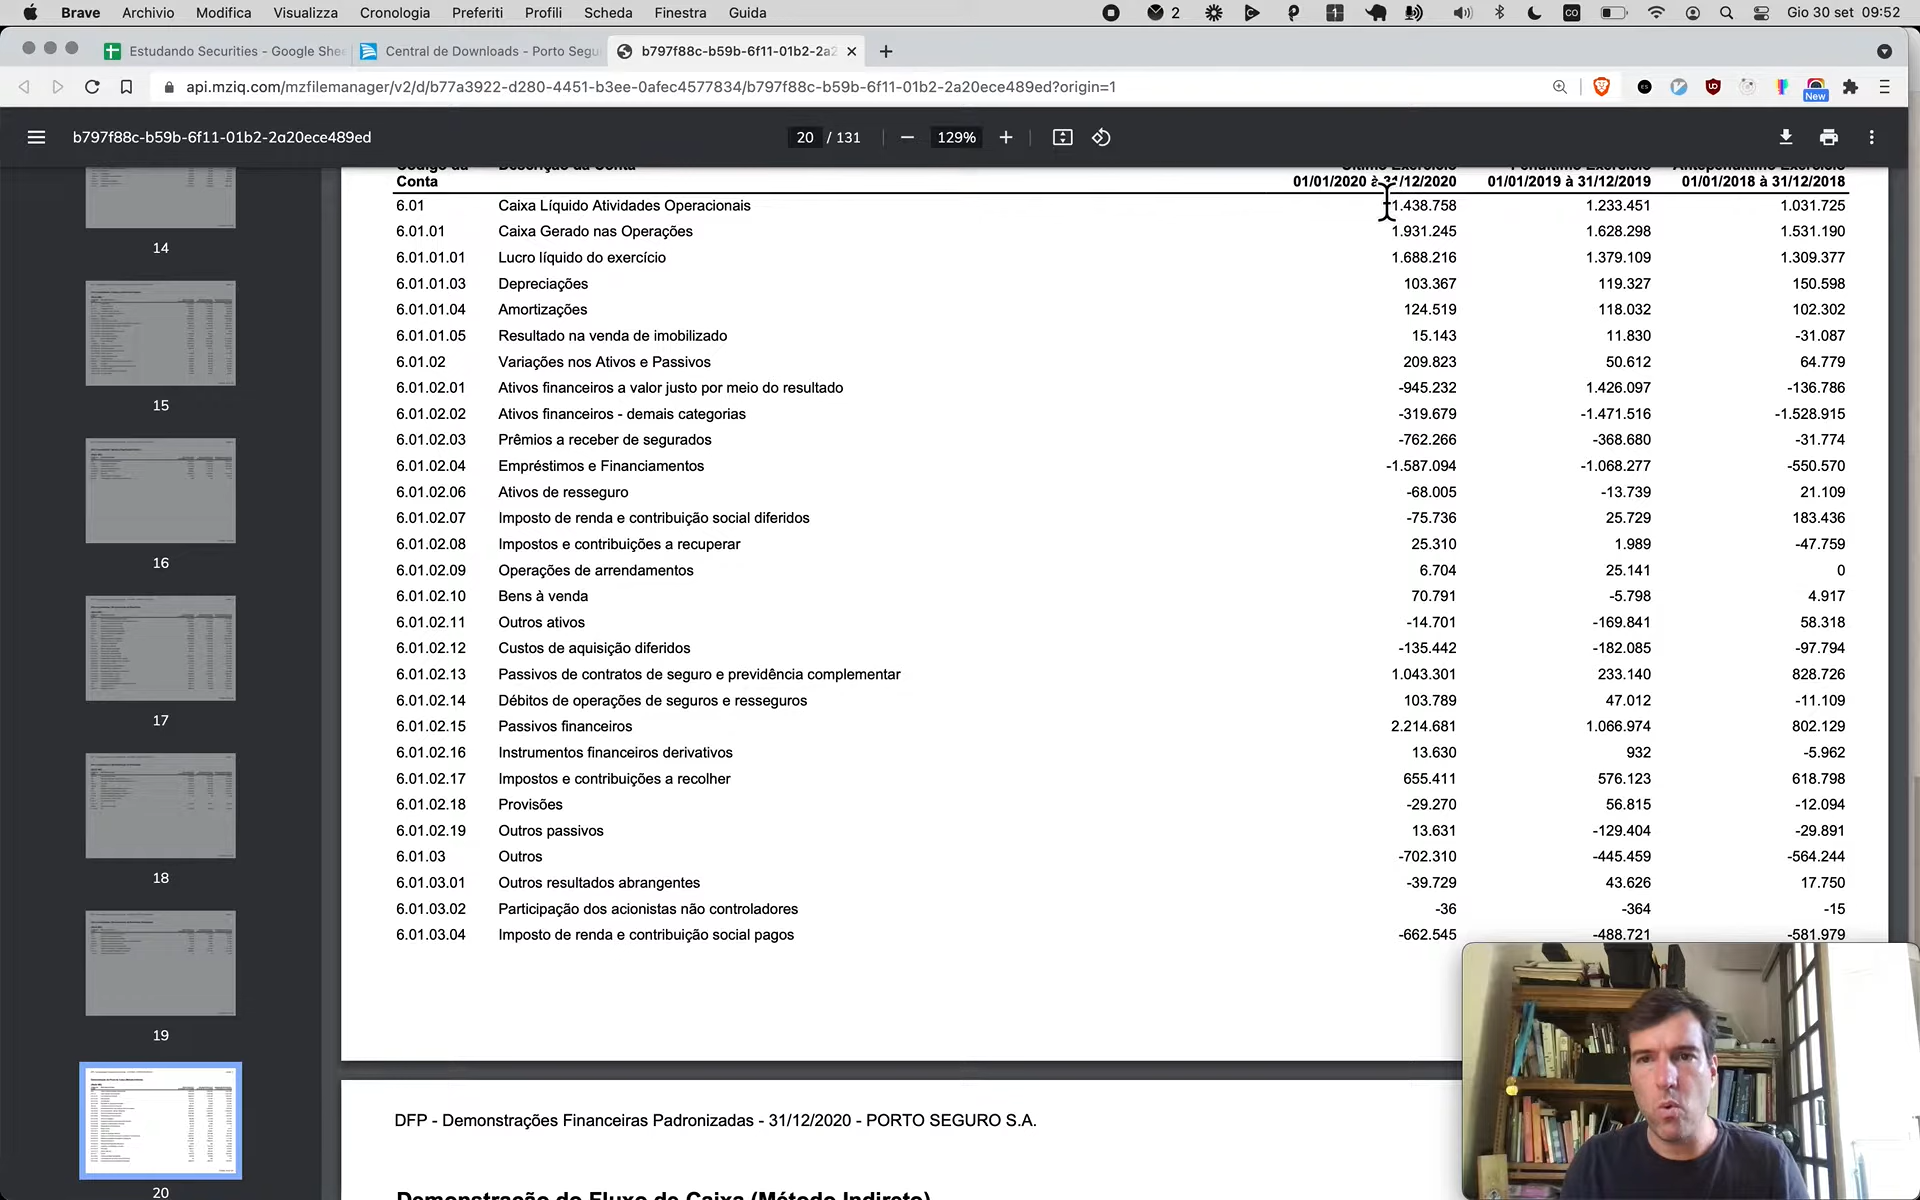 Brave Archivio Modifica Visualizza Cronologia Preferiti Profili Scheda Finestra Guida 2 Gio 30 set 09:52
Estudando Securities - Google Shee Central de Downloads - Porto Segu b797f88c-b59b-6f11-01b2-2a2
api.mziq.com/mzfilemanager/v2/d/b77a3922-d280-4451-b3ee-0afec4577834/b797f88c-b59b-6f11-01b2-2a20ece489ed?origin=1 New
b797f88c-b59b-6f11-01b2-2a20ece489ed 20 / 131 129%
14
15
16
17
18
19
20
Código da Descrição da Conta Último Exercício Penúltimo Exercício Antepenúltimo Exercício
Conta 01/01/2020 à 31/12/2020 01/01/2019 à 31/12/2019 01/01/2018 à 31/12/2018
6.01 Caixa Líquido Atividades Operacionais 1.438.758 1.233.451 1.031.725
6.01.01 Caixa Gerado nas Operações 1.931.245 1.628.298 1.531.190
6.01.01.01 Lucro líquido do exercício 1.688.216 1.379.109 1.309.377
6.01.01.03 Depreciações 103.367 119.327 150.598
6.01.01.04 Amortizações 124.519 118.032 102.302
6.01.01.05 Resultado na venda de imobilizado 15.143 11.830 -31.087
6.01.02 Variações nos Ativos e Passivos 209.823 50.612 64.779
6.01.02.01 Ativos financeiros a valor justo por meio do resultado -945.232 1.426.097 -136.786
6.01.02.02 Ativos financeiros - demais categorias -319.679 -1.471.516 -1.528.915
6.01.02.03 Prêmios a receber de segurados -762.266 -368.680 -31.774
6.01.02.04 Empréstimos e Financiamentos -1.587.094 -1.068.277 -550.570
6.01.02.06 Ativos de resseguro -68.005 -13.739 21.109
6.01.02.07 Imposto de renda e contribuição social diferidos -75.736 25.729 183.436
6.01.02.08 Impostos e contribuições a recuperar 25.310 1.989 -47.759
6.01.02.09 Operações de arrendamentos 6.704 25.141 0
6.01.02.10 Bens à venda 70.791 -5.798 4.917
6.01.02.11 Outros ativos -14.701 -169.841 58.318
6.01.02.12 Custos de aquisição diferidos -135.442 -182.085 -97.794
6.01.02.13 Passivos de contratos de seguro e previdência complementar 1.043.301 233.140 828.726
6.01.02.14 Débitos de operações de seguros e resseguros 103.789 47.012 -11.109
6.01.02.15 Passivos financeiros 2.214.681 1.066.974 802.129
6.01.02.16 Instrumentos financeiros derivativos 13.630 932 -5.962
6.01.02.17 Impostos e contribuições a recolher 655.411 576.123 618.798
6.01.02.18 Provisões -29.270 56.815 -12.094
6.01.02.19 Outros passivos 13.631 -129.404 -29.891
6.01.03 Outros -702.310 -445.459 -564.244
6.01.03.01 Outros resultados abrangentes -39.729 43.626 17.750
6.01.03.02 Participação dos acionistas não controladores -36 -364 -15
6.01.03.04 Imposto de renda e contribuição social pagos -662.545 -488.721 -581.979
DFP - Demonstrações Financeiras Padronizadas - 31/12/2020 - PORTO SEGURO S.A.
Demonstração do Fluxo de Caixa (Método Indireto)